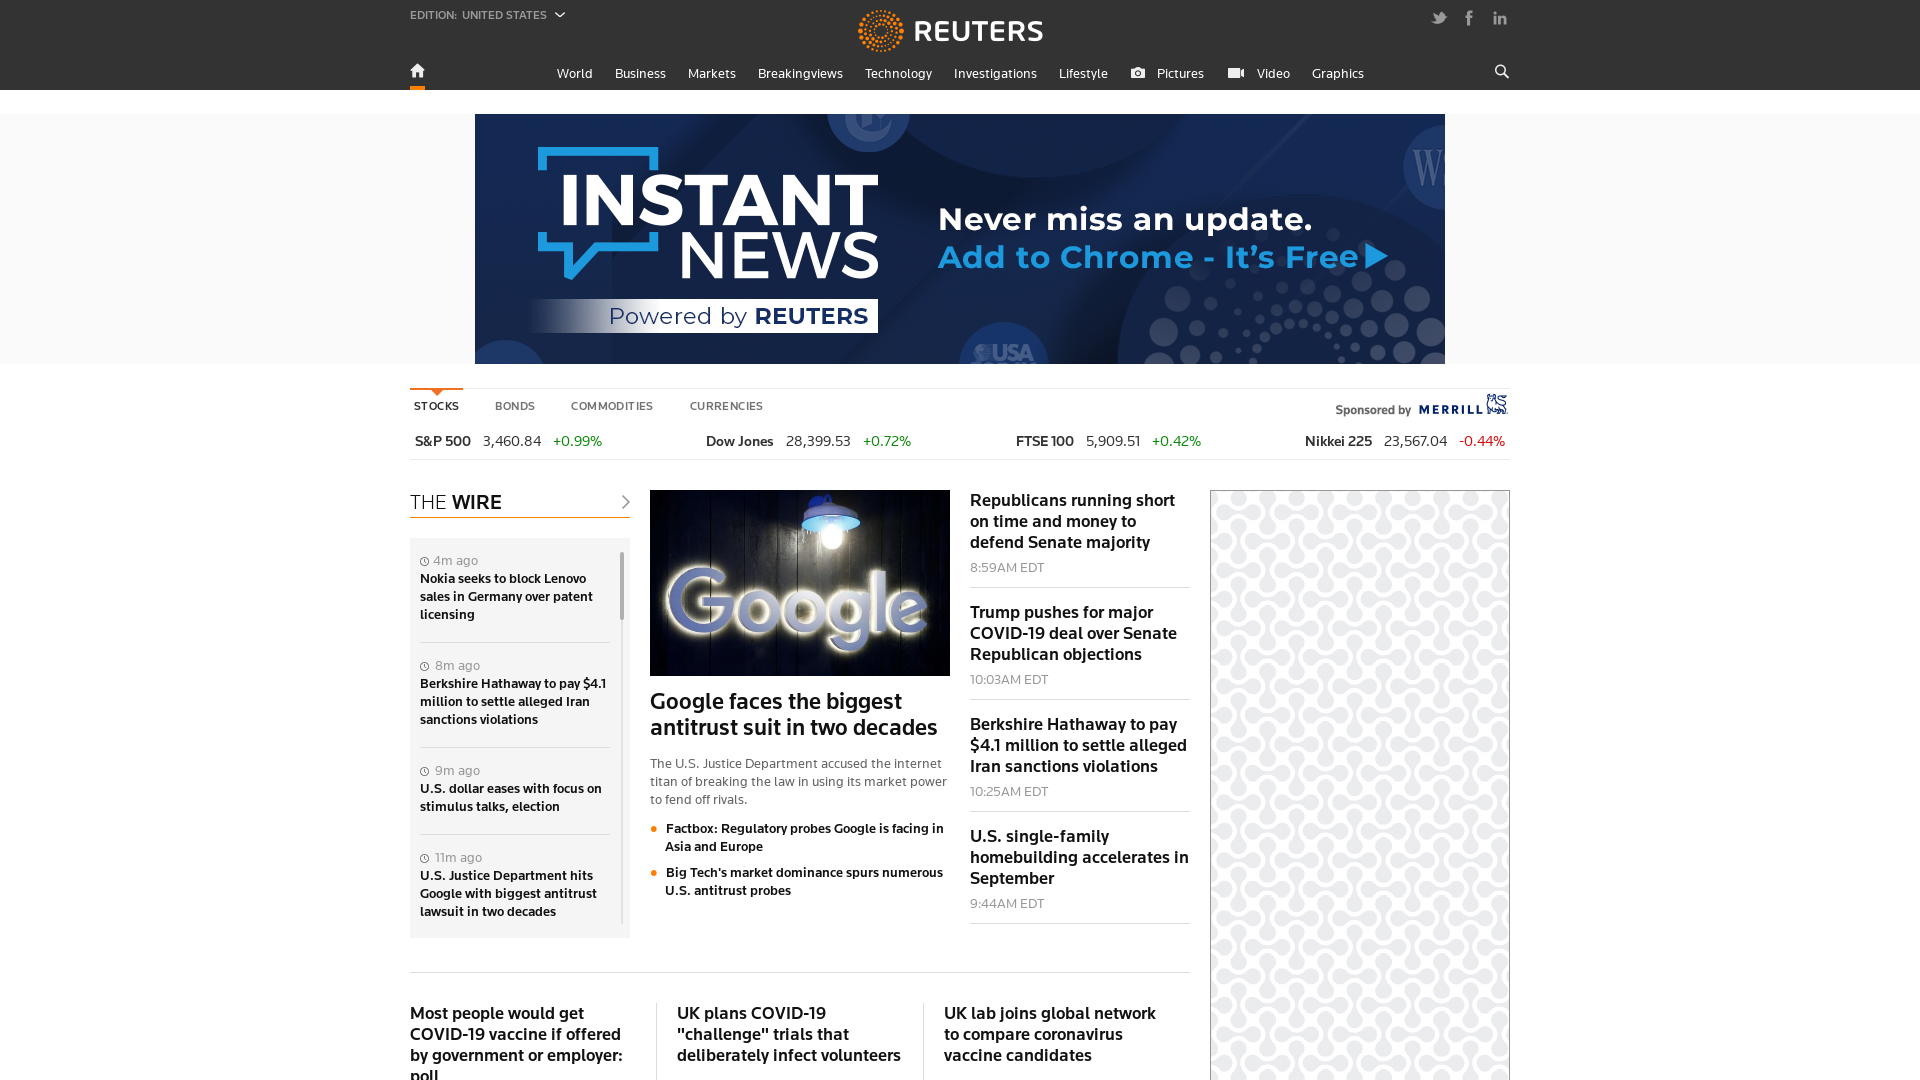 EDITION: UNITED STATES
REUTERS
World Business Markets Breakingviews Technology Investigations Lifestyle Pictures Video Graphics
INSTANT
NEWS
Powered by REUTERS
Never miss an update.
Add to Chrome - It's Free
USA
STOCKS BONDS COMMODITIES CURRENCIES
Sponsored by MERRILL
S&P 500 3,460.84 +0.99% Dow Jones 28,399.53 +0.72% FTSE 100 5,909.51 +0.42% Nikkei 225 23,567.04 -0.44%
THE WIRE
4m ago
Nokia seeks to block Lenovo
sales in Germany over patent
licensing
8m ago
Berkshire Hathaway to pay $4.1
million to settle alleged Iran
sanctions violations
9m ago
U.S. dollar eases with focus on
stimulus talks, election
11m ago
U.S. Justice Department hits
Google with biggest antitrust
lawsuit in two decades
Google
Google faces the biggest
antitrust suit in two decades
The U.S. Justice Department accused the internet
titan of breaking the law in using its market power
to fend off rivals.
Factbox: Regulatory probes Google is facing in
Asia and Europe
Big Tech's market dominance spurs numerous
U.S. antitrust probes
Republicans running short
on time and money to
defend Senate majority
8:59AM EDT
Trump pushes for major
COVID-19 deal over Senate
Republican objections
10:03AM EDT
Berkshire Hathaway to pay
$4.1 million to settle alleged
Iran sanctions violations
10:25AM EDT
U.S. single-family
homebuilding accelerates in
September
9:44AM EDT
Most people would get
COVID-19 vaccine if offered
by government or employer:
poll
UK plans COVID-19
"challenge" trials that
deliberately infect volunteers
UK lab joins global network
to compare coronavirus
vaccine candidates